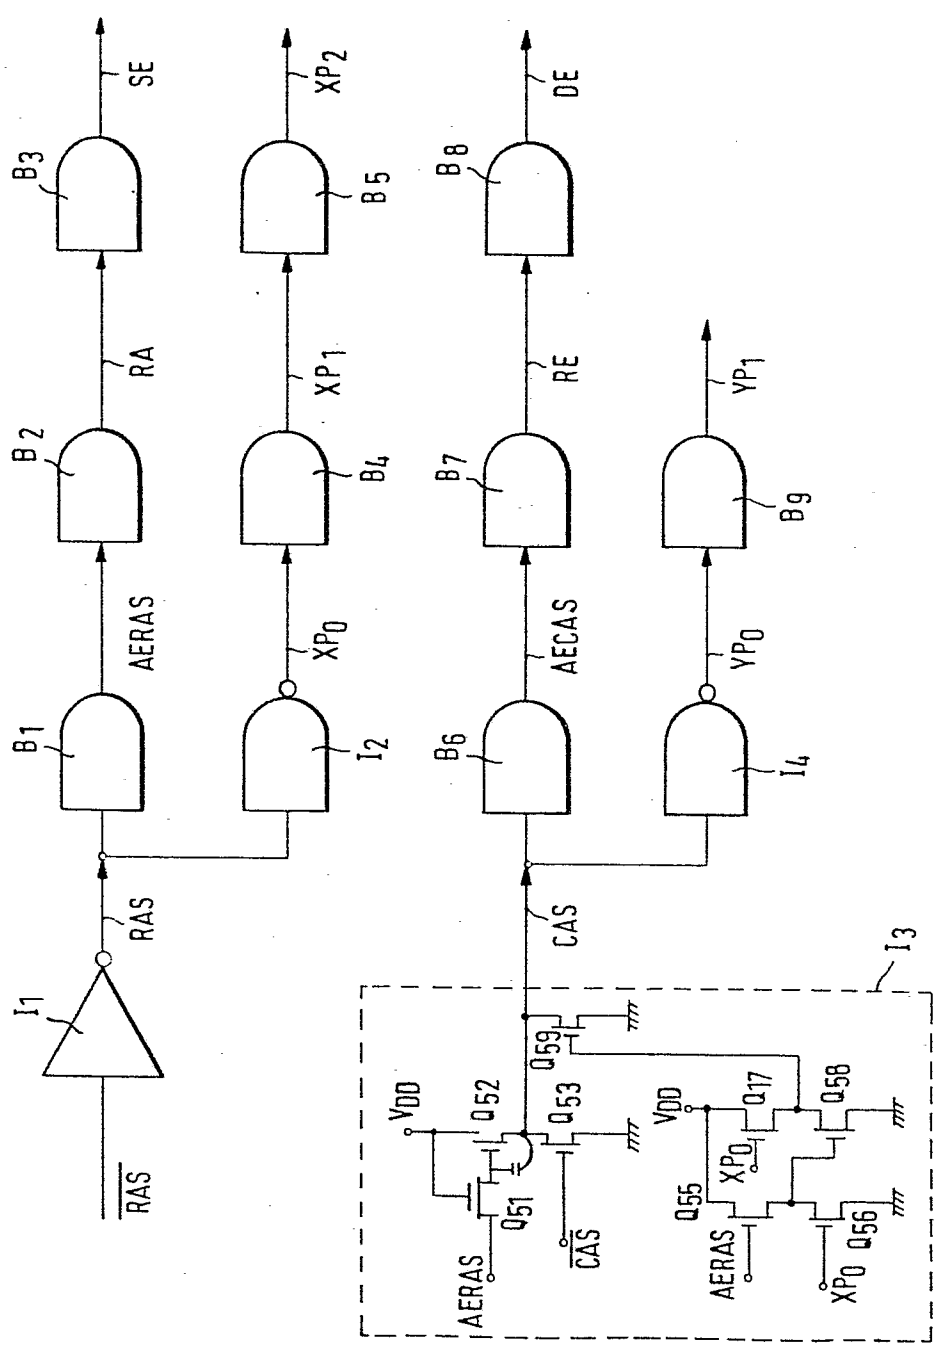 RAS
I1
RAS
B1
AERAS
B2
RA
B3
SE
I2
XP0
B4
XP1
B5
XP2
I3
AERAS
Q51
VDD
Q52
CAS
Q53
Q59
AERAS
Q55
XP0
Q56
VDD
XP0
Q17
Q58
CAS
B6
AECAS
B7
RE
B8
DE
I4
YP0
B9
YP1